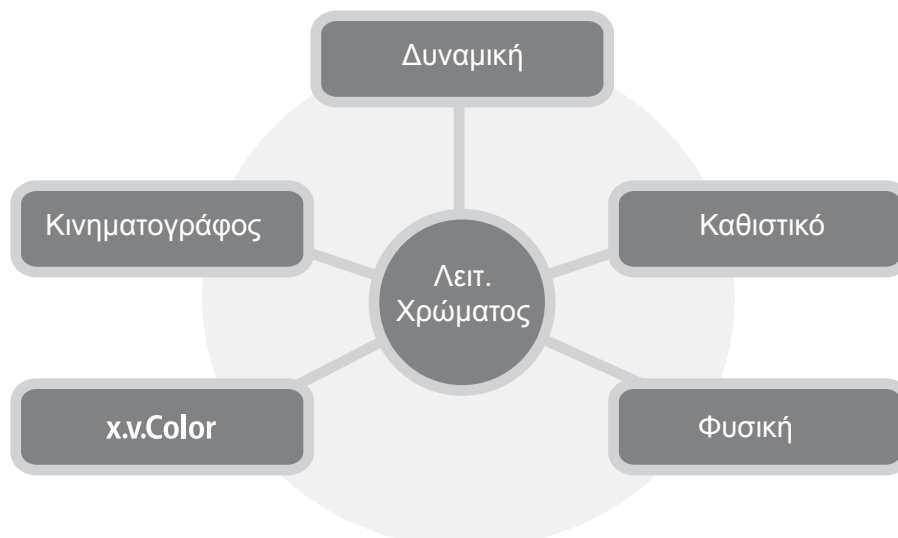 Δυναμική
Κινηματογράφος
Καθιστικό
Λειτ.
Χρώματος
x.v.Color
Φυσική